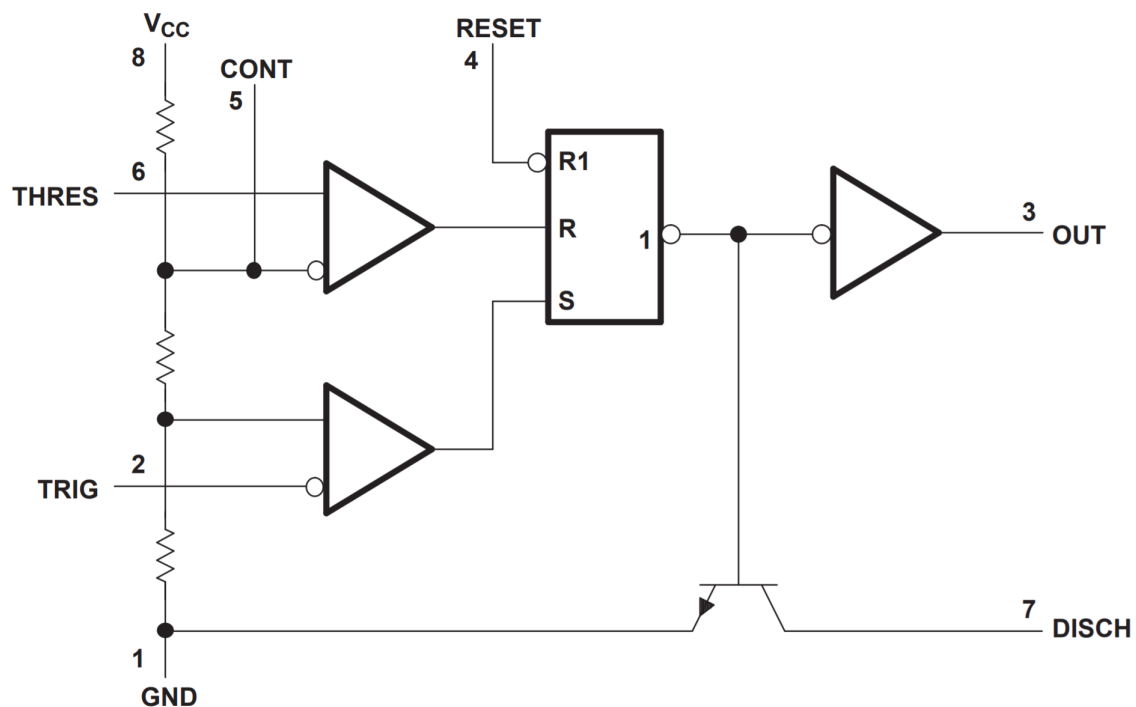 VCC
8
RESET
4
CONT
5
6
THRES
R1
R
1
S
3
OUT
2
TRIG
7
DISCH
1
GND